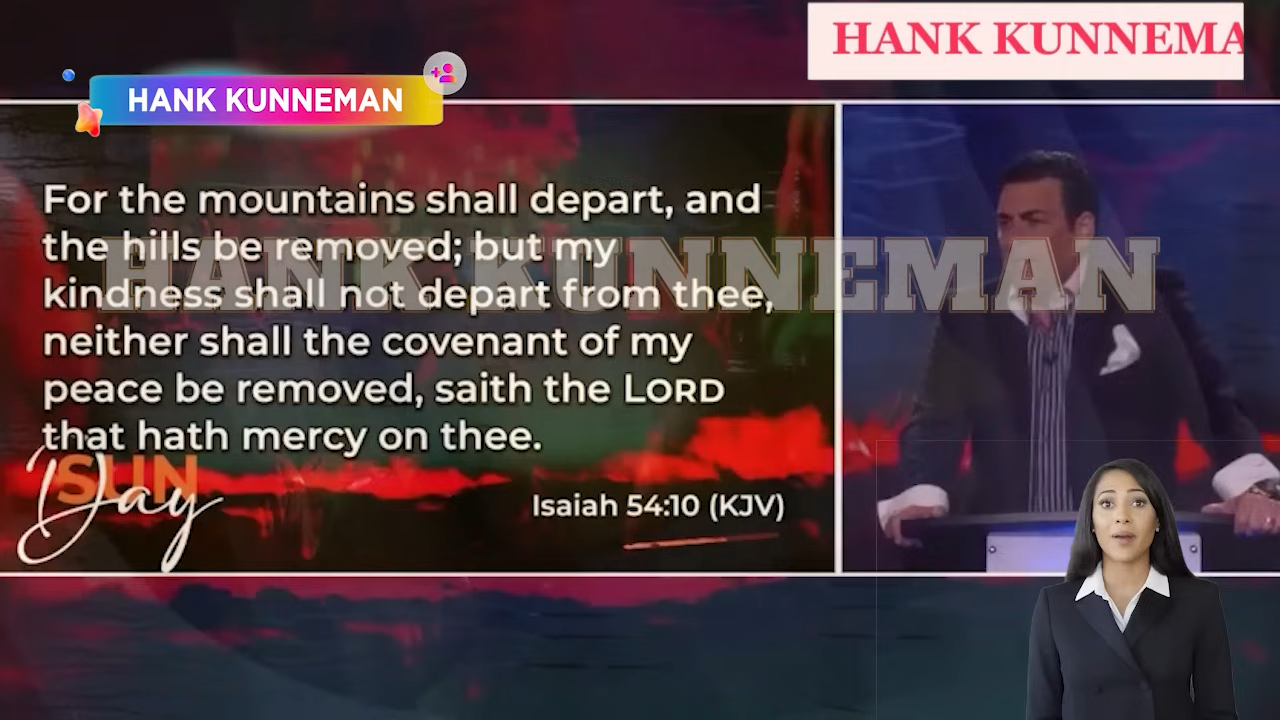 HANK KUNNEMA
HANK KUNNEMAN
For the mountains shall depart, and
the hills be removed; but my
HANK KUNNEMAN
kindness shall not depart from thee,
neither shall the covenant of my
peace be removed, saith the LORD
that hath mercy on thee.
SUN
Day
Isaiah 54:10 (KJV)